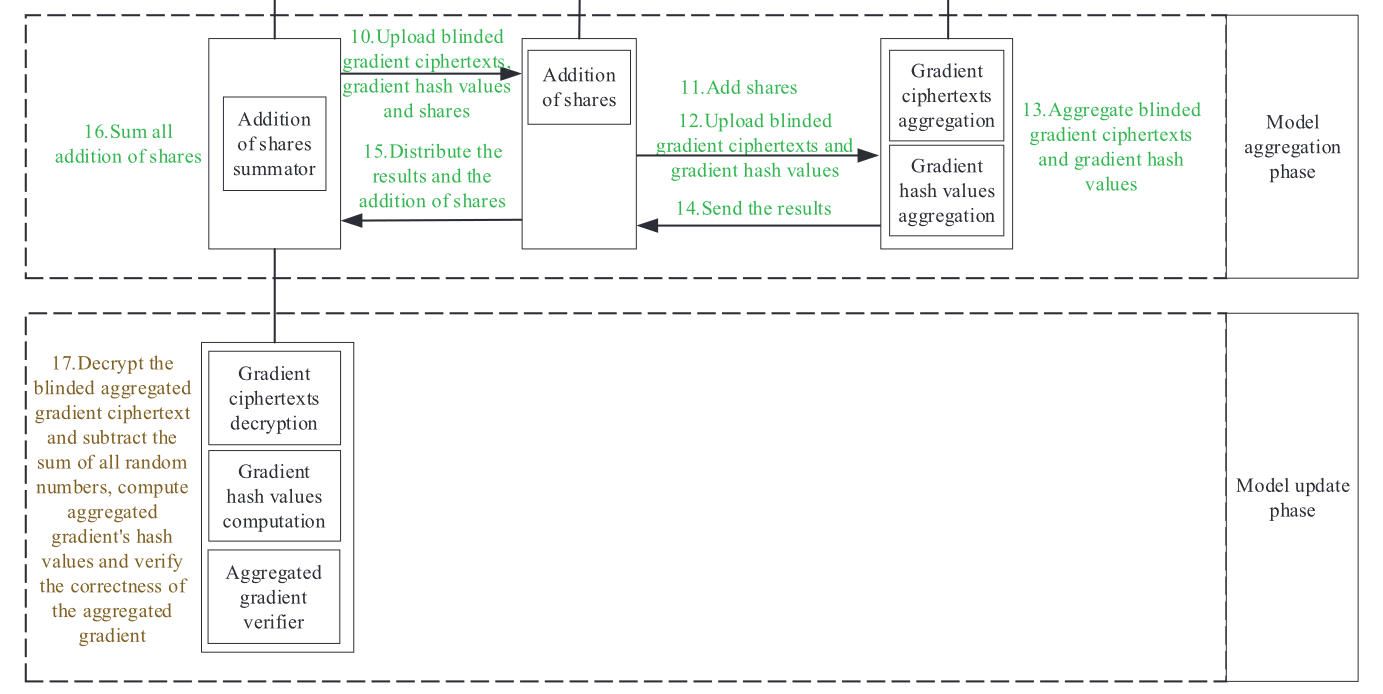 10.Upload blinded
gradient ciphertexts,
gradient hash values
and shares
Addition
of shares
11.Add shares
12.Upload blinded
gradient ciphertexts and
gradient hash values
Gradient
ciphertexts
aggregation
13.Aggregate blinded
gradient ciphertexts
and gradient hash
values
Model
aggregation
phase
16.Sum all
addition of shares
Addition
of shares
summator
15.Distribute the
results and the
addition of shares
14.Send the results
Gradient
hash values
aggregation
17.Decrypt the
blinded aggregated
gradient ciphertext
and subtract the
sum of all random
numbers, compute
aggregated
gradient's hash
values and verify
the correctness of
the aggregated
gradient
Gradient
ciphertexts
decryption
Gradient
hash values
computation
Aggregated
gradient
verifier
Model update
phase